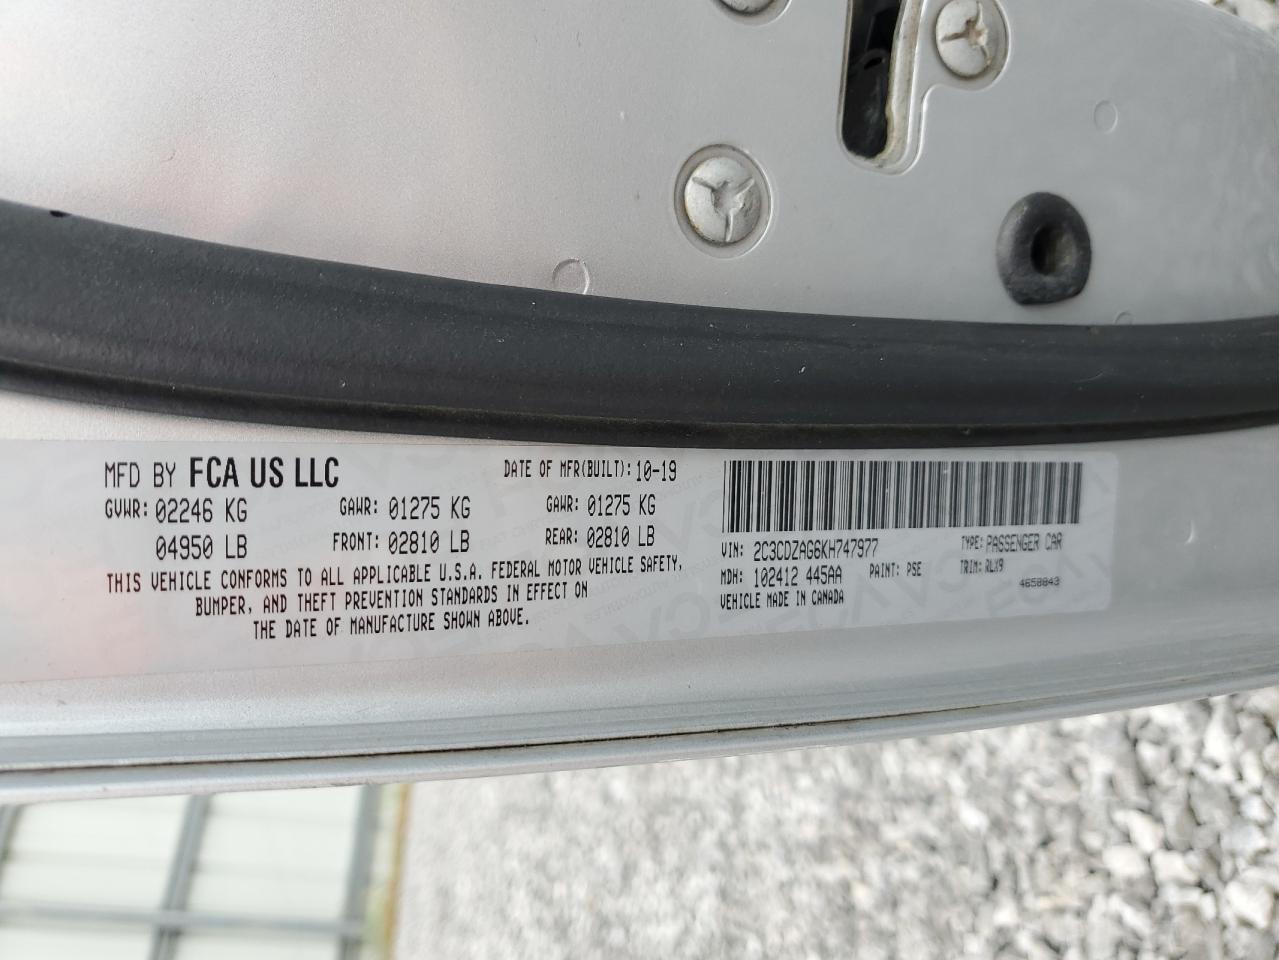 MFD BY FCA US LLC DATE OF MFR(BUILT): 10-19
GVWR: 02246 KG GAWR: 01275 KG GAWR: 01275 KG
04950 LB FRONT: 02810 LB REAR: 02810 LB
THIS VEHICLE CONFORMS TO ALL APPLICABLE U.S.A. FEDERAL MOTOR VEHICLE SAFETY,
BUMPER, AND THEFT PREVENTION STANDARDS IN EFFECT ON
THE DATE OF MANUFACTURE SHOWN ABOVE.
VIN: 2C3CDZAG6KH747977 TYPE: PASSENGER CAR
MDH: 102412 445AA PAINT: PSE TRIM: RLX9
VEHICLE MADE IN CANADA 4658843